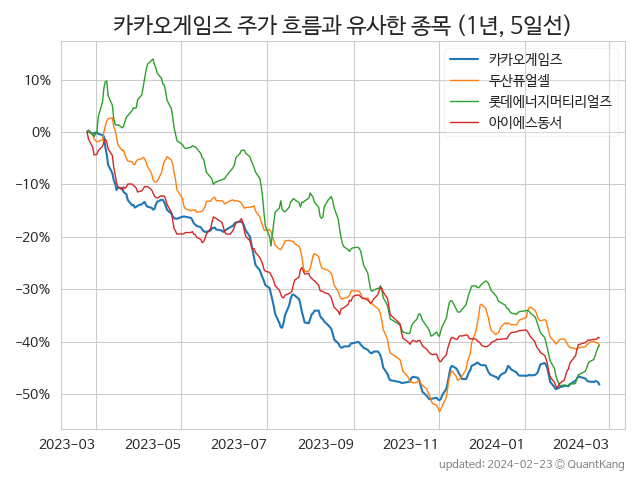 카카오게임즈 주가 흐름과 유사한 종목 (1년, 5일선)
카카오게임즈
두산퓨얼셀
롯데에너지머티리얼즈
아이에스동서
10%
0%
−10%
−20%
−30%
−40%
−50%
2023-03 2023-05 2023-07 2023-09 2023-11 2024-01 2024-03
updated: 2024-02-23 © QuantKang